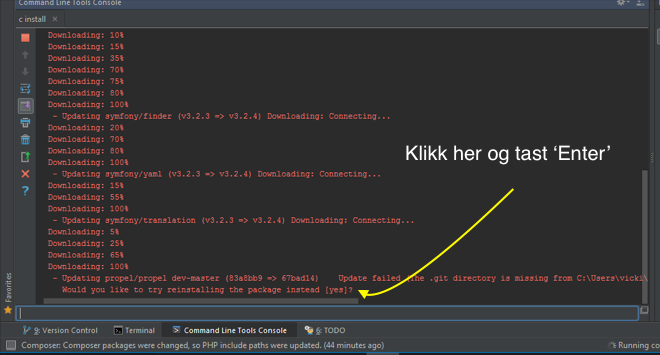 Command Line Tools Console
c install ×
Downloading: 10%
Downloading: 15%
Downloading: 35%
Downloading: 70%
Downloading: 75%
Downloading: 80%
Downloading: 100%
- Updating symfony/finder (v3.2.3 => v3.2.4) Downloading: Connecting...
Downloading: 20%
Downloading: 70%
Downloading: 80%
Downloading: 100%
- Updating symfony/yaml (v3.2.3 => v3.2.4) Downloading: Connecting...
Downloading: 15%
Downloading: 55%
Downloading: 100%
- Updating symfony/translation (v3.2.3 => v3.2.4) Downloading: Connecting...
Downloading: 5%
Downloading: 25%
Downloading: 65%
Downloading: 100%
- Updating propel/propel dev-master (83a5bb9 => 67bad14) Update failed (The .git directory is missing from C:\Users\vicki\
Would you like to try reinstalling the package instead [yes]?
Klikk her og tast ‘Enter’
Favorites
9: Version Control
Terminal
Command Line Tools Console
6: TODO
Composer: Composer packages were changed, so PHP include paths were updated. (44 minutes ago)
Running co